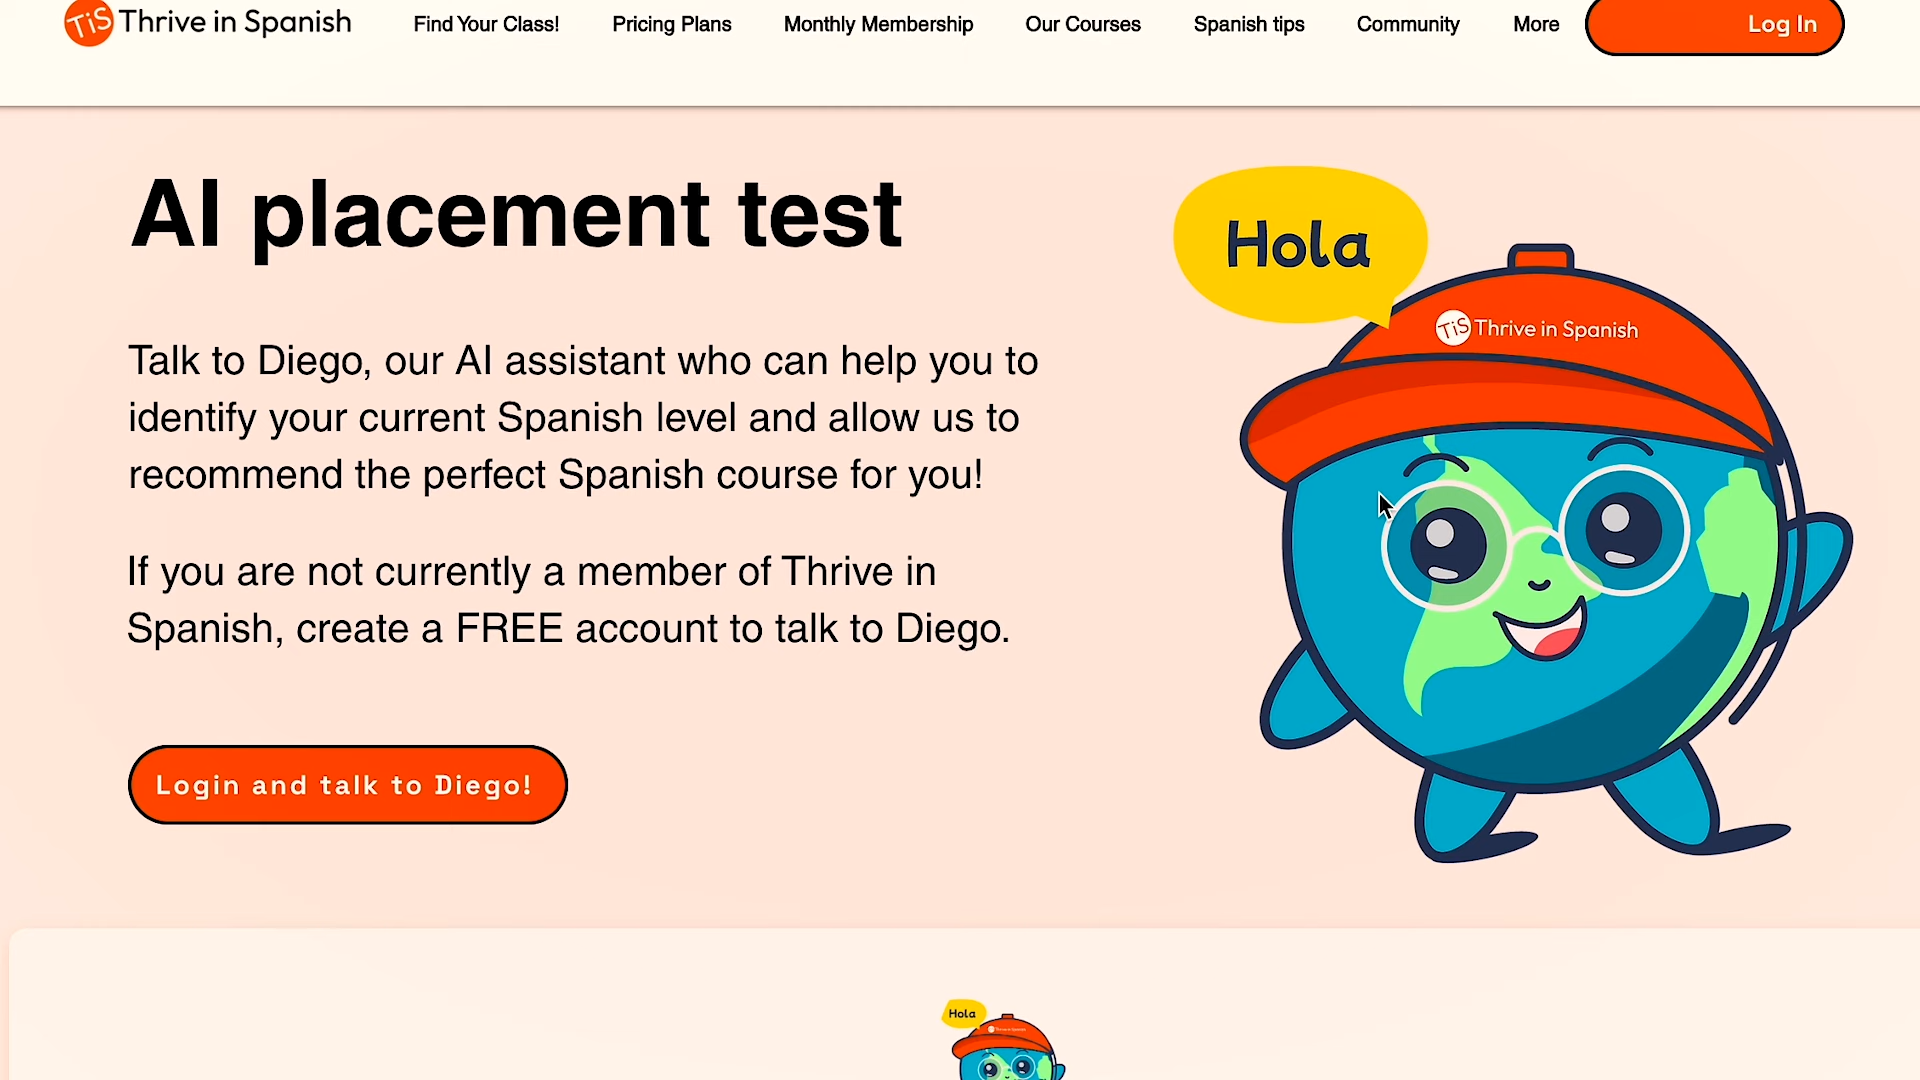 TiS Thrive in Spanish
Find Your Class!
Pricing Plans
Monthly Membership
Our Courses
Spanish tips
Community
More
Log In
AI placement test
Talk to Diego, our AI assistant who can help you to
identify your current Spanish level and allow us to
recommend the perfect Spanish course for you!
If you are not currently a member of Thrive in
Spanish, create a FREE account to talk to Diego.
Login and talk to Diego!
Hola
TiS Thrive in Spanish
Hola
Thrive in Spanish